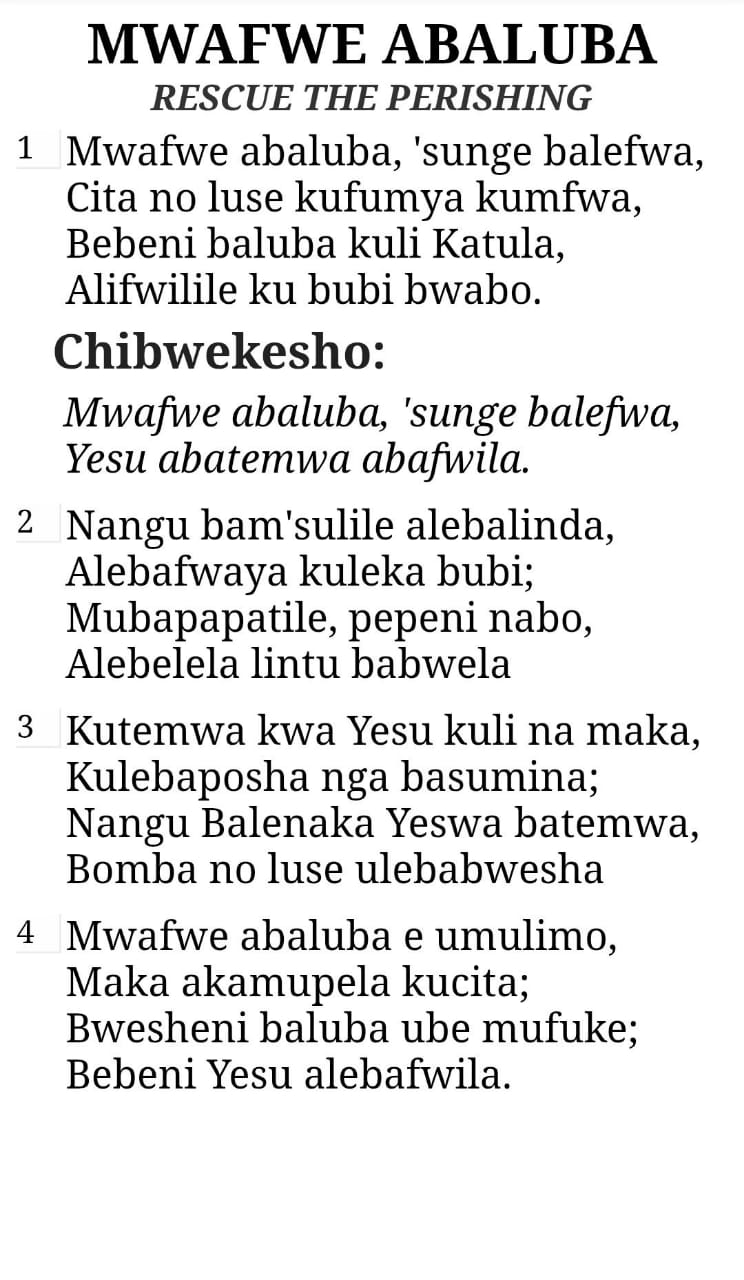 MWAFWE ABALUBA
RESCUE THE PERISHING
1 Mwafwe abaluba, 'sunge balefwa,
Cita no luse kufumya kumfwa,
Bebeni baluba kuli Katula,
Alifwilile ku bubi bwabo.
Chibwekesho:
Mwafwe abaluba, 'sunge balefwa,
Yesu abatemwa abafwila.
2 Nangu bam'sulile alebalinda,
Alebafwaya kuleka bubi;
Mubapapatile, pepeni nabo,
Alebelela lintu babwela
3 Kutemwa kwa Yesu kuli na maka,
Kulebaposha nga basumina;
Nangu Balenaka Yeswa batemwa,
Bomba no luse ulebabwesha
4 Mwafwe abaluba e umulimo,
Maka akamupela kucita;
Bwesheni baluba ube mufuke;
Bebeni Yesu alebafwila.